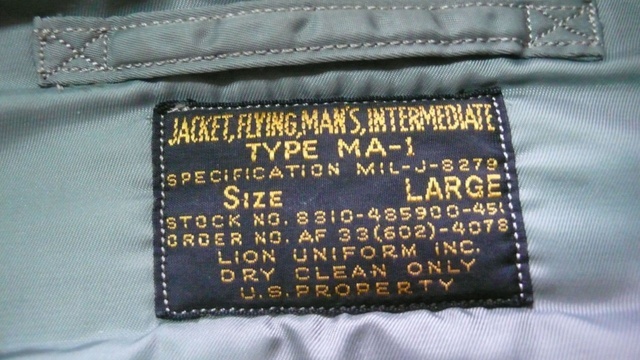 JACKET, FLYING, MAN'S, INTERMEDIATE
TYPE MA-1
SPECIFICATION MIL-J-8279
SIZE LARGE
STOCK NO. 8310-485900-45
ORDER NO. AF 33(602)-4078
LION UNIFORM INC.
DRY CLEAN ONLY
U.S. PROPERTY